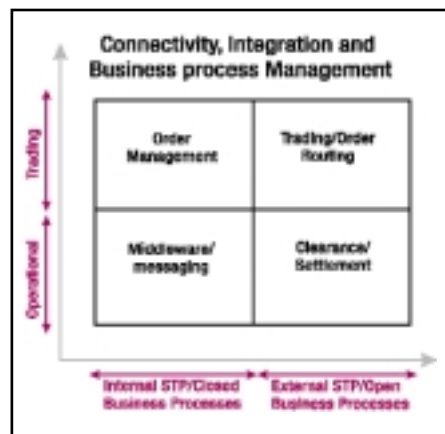 Connectivity, Integration and
Business process Management
Trading
Order
Management
Trading/Order
Routing
Operational
Middleware/
messaging
Clearance/
Settlement
Internal STP/Closed
Business Processes
External STP/Open
Business Processes